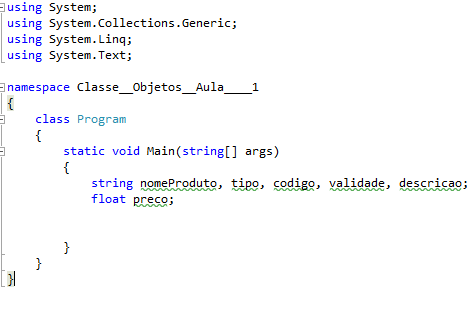 using System;
using System.Collections.Generic;
using System.Linq;
using System.Text;
namespace Classe__Objetos__Aula____1
{
class Program
{
static void Main(string[] args)
{
string nomeProduto, tipo, codigo, validade, descricao;
float preco;
}
}
}